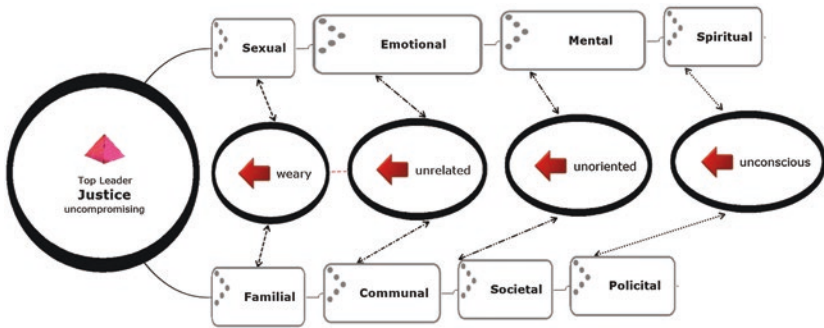 Sexual
Emotional
Mental
Spiritual
Top Leader
Justice
uncompromising
weary
unrelated
unoriented
unconscious
Familial
Communal
Societal
Policital